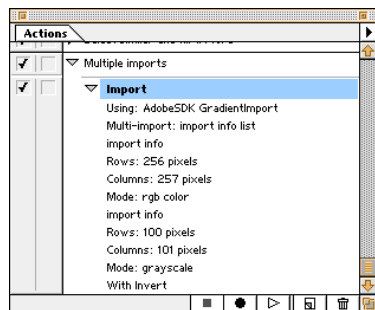 Actions
Multiple imports
Import
Using: AdobeSDK GradientImport
Multi-import: import info list
import info
Rows: 256 pixels
Columns: 257 pixels
Mode: rgb color
import info
Rows: 100 pixels
Columns: 101 pixels
Mode: grayscale
With Invert